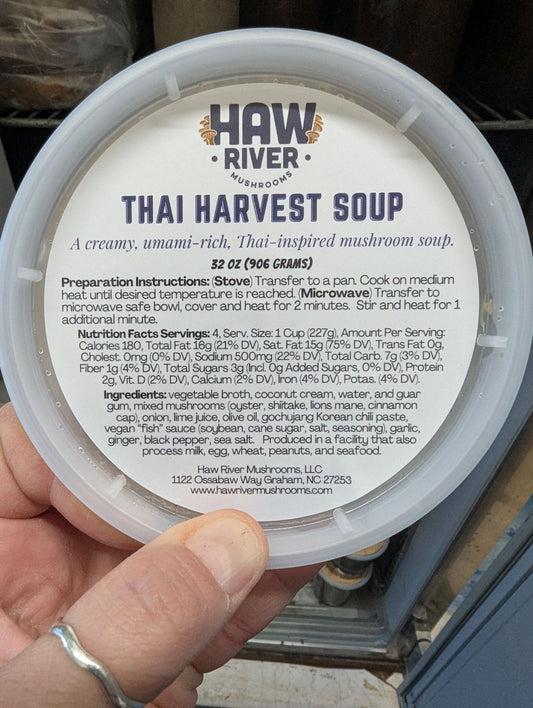 HAW
RIVER
MUSHROOMS
THAI HARVEST SOUP
A creamy, umami-rich, Thai-inspired mushroom soup.
32 OZ (906 GRAMS)
Preparation Instructions: (Stove) Transfer to a pan. Cook on medium
heat until desired temperature is reached. (Microwave) Transfer to
microwave safe bowl, cover and heat for 2 minutes. Stir and heat for 1
additional minute.
Nutrition Facts Servings: 4, Serv. Size: 1 Cup (227g), Amount Per Serving:
Calories 180, Total Fat 16g (21% DV), Sat. Fat 15g (75% DV), Trans Fat 0g,
Cholest. 0mg (0% DV), Sodium 500mg (22% DV), Total Carb. 7g (3% DV),
Fiber 1g (4% DV), Total Sugars 3g (Incl. 0g Added Sugars, 0% DV), Protein
2g, Vit. D (2% DV), Calcium (2% DV), Iron (4% DV), Potas. (4% DV).
Ingredients: vegetable broth, coconut cream, water, and guar
gum, mixed mushrooms (oyster, shiitake, lions mane, cinnamon
cap), onion, lime juice, olive oil, gochujang Korean chili paste,
vegan "fish" sauce (soybean, cane sugar, salt, seasoning), garlic,
ginger, black pepper, sea salt. Produced in a facility that also
process milk, egg, wheat, peanuts, and seafood.
Haw River Mushrooms, LLC
1122 Ossabaw Way Graham, NC 27253
www.hawrivermushrooms.com